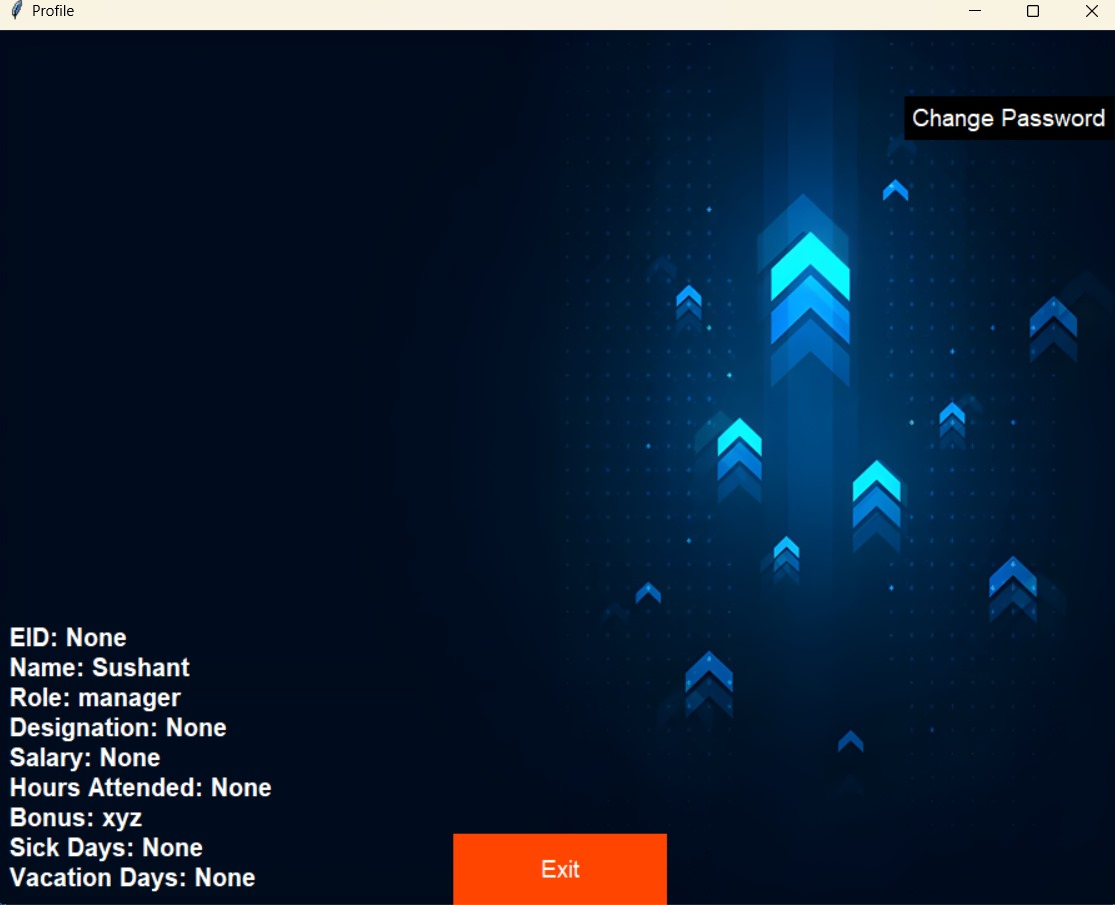 Profile
Change Password
EID: None
Name: Sushant
Role: manager
Designation: None
Salary: None
Hours Attended: None
Bonus: xyz
Sick Days: None
Vacation Days: None
Exit